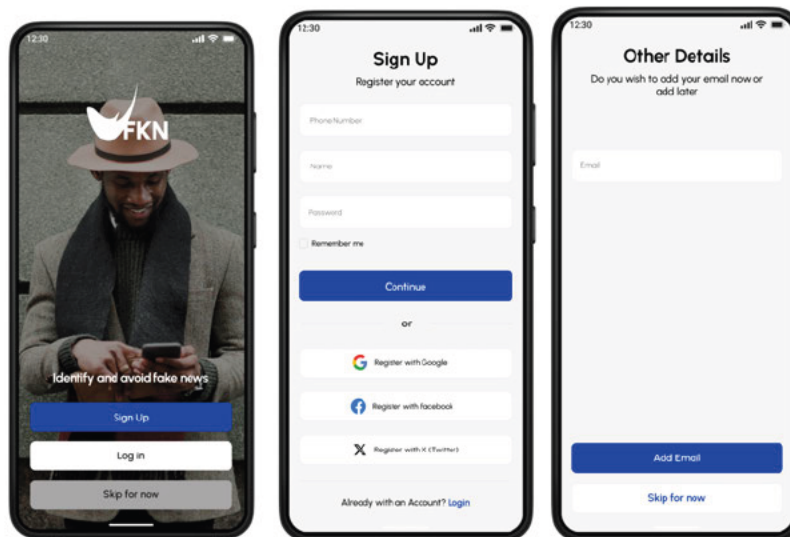 12:30
FKN
Identify and avoid fake news
Sign Up
Log in
Skip for now
12:30
Sign Up
Register your account
Phone Number
Name
Password
Remember me
Continue
or
Register with Google
Register with Facebook
Register with X (Twitter)
Already with an Account? Login
12:30
Other Details
Do you wish to add your email now or
add later
Email
Add Email
Skip for now